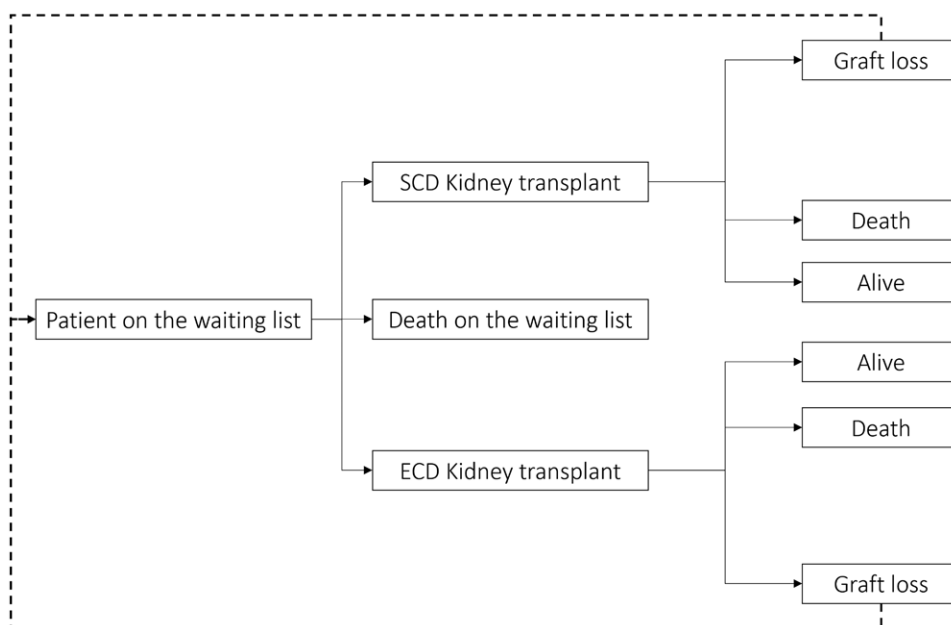 Graft loss
SCD Kidney transplant
Death
Alive
Patient on the waiting list
Death on the waiting list
Alive
Death
ECD Kidney transplant
Graft loss